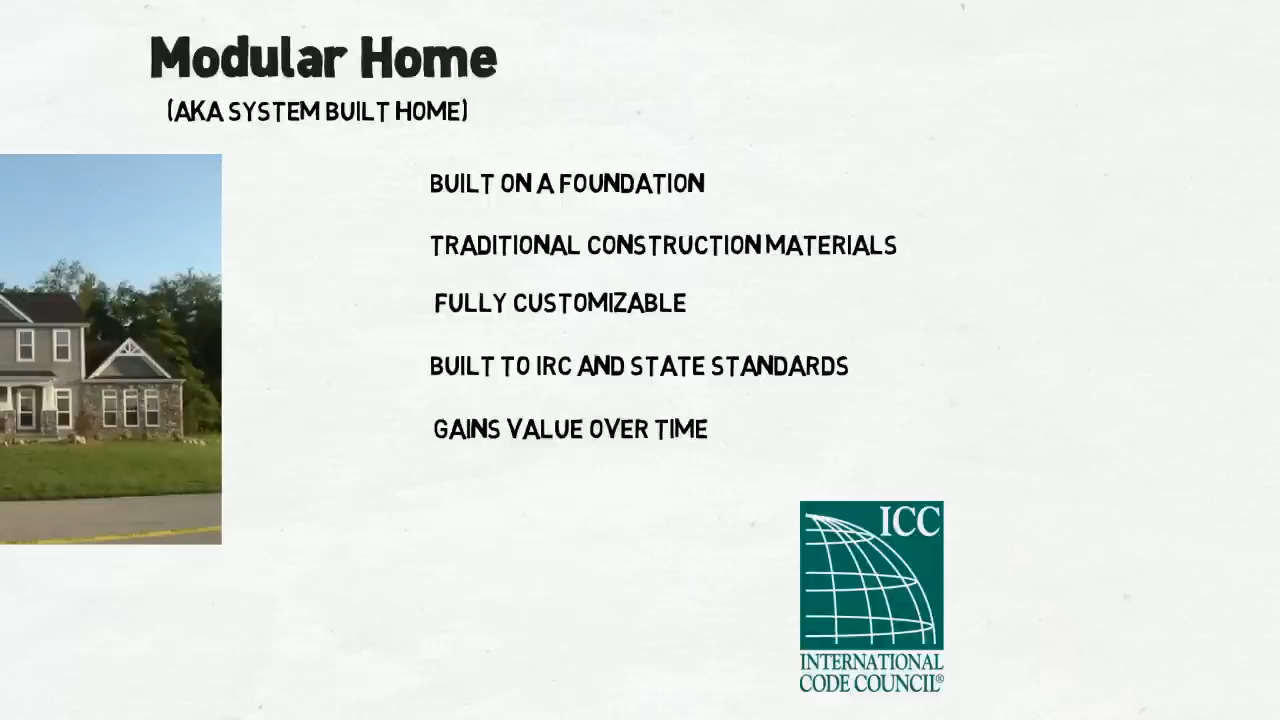 Modular Home
(AKA SYSTEM BUILT HOME)
BUILT ON A FOUNDATION
TRADITIONAL CONSTRUCTION MATERIALS
FULLY CUSTOMIZABLE
BUILT TO IRC AND STATE STANDARDS
GAINS VALUE OVER TIME
ICC
INTERNATIONAL
CODE COUNCIL®